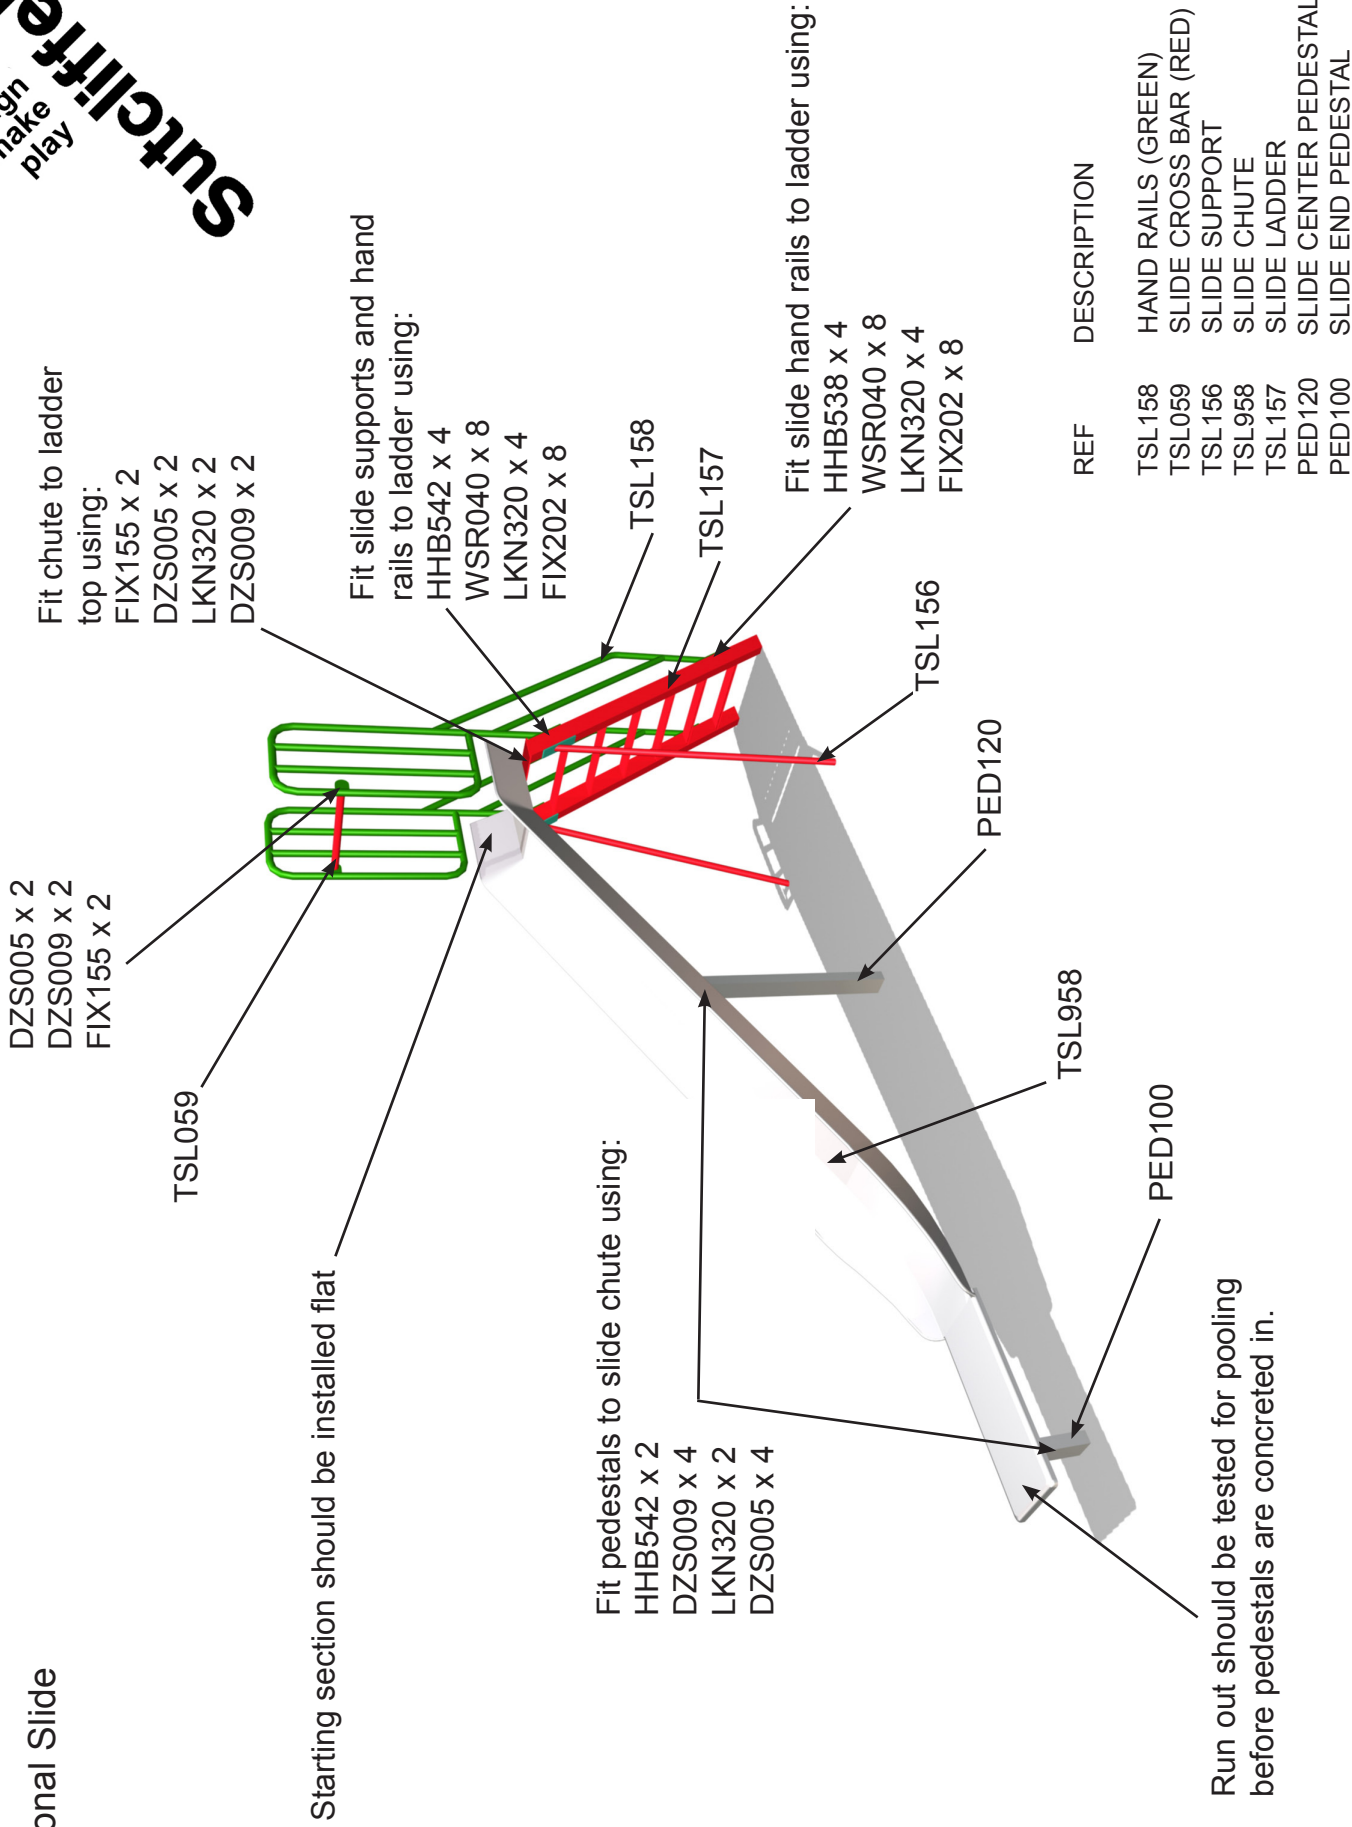 onal Slide
play
Sutcliffe
DZS005 x 2
DZS009 x 2
FIX155 x 2
TSL059
Fit chute to ladder
top using:
FIX155 x 2
DZS005 x 2
LKN320 x 2
DZS009 x 2
Starting section should be installed flat
Fit slide supports and hand
rails to ladder using:
HHB542 x 4
WSR040 x 8
LKN320 x 4
FIX202 x 8
TSL158
TSL157
Fit slide hand rails to ladder using:
HHB538 x 4
WSR040 x 8
LKN320 x 4
FIX202 x 8
TSL156
PED120
TSL958
PED100
Fit pedestals to slide chute using:
HHB542 x 2
DZS009 x 4
LKN320 x 2
DZS005 x 4
Run out should be tested for pooling
before pedestals are concreted in.
REF DESCRIPTION
TSL158 HAND RAILS (GREEN)
TSL059 SLIDE CROSS BAR (RED)
TSL156 SLIDE SUPPORT
TSL958 SLIDE CHUTE
TSL157 SLIDE LADDER
PED120 SLIDE CENTER PEDESTAL
PED100 SLIDE END PEDESTAL